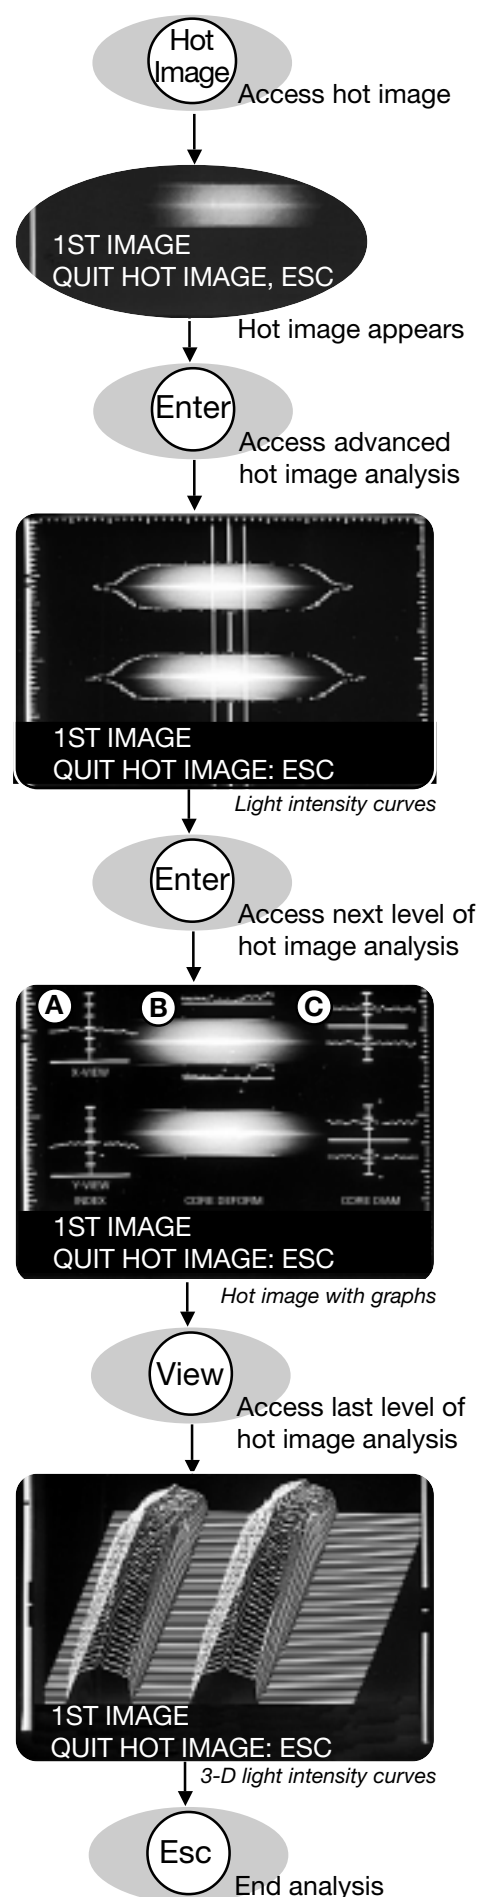 Hot
Image
Access hot image
1ST IMAGE
QUIT HOT IMAGE, ESC
Hot image appears
Enter
Access advanced
hot image analysis
1ST IMAGE
QUIT HOT IMAGE: ESC
Light intensity curves
Enter
Access next level of
hot image analysis
A B C
X-VIEW
Y-VIEW
INDEX CORE DEFORM CORE DIAM
1ST IMAGE
QUIT HOT IMAGE: ESC
Hot image with graphs
View
Access last level of
hot image analysis
1ST IMAGE
QUIT HOT IMAGE: ESC
3-D light intensity curves
Esc
End analysis